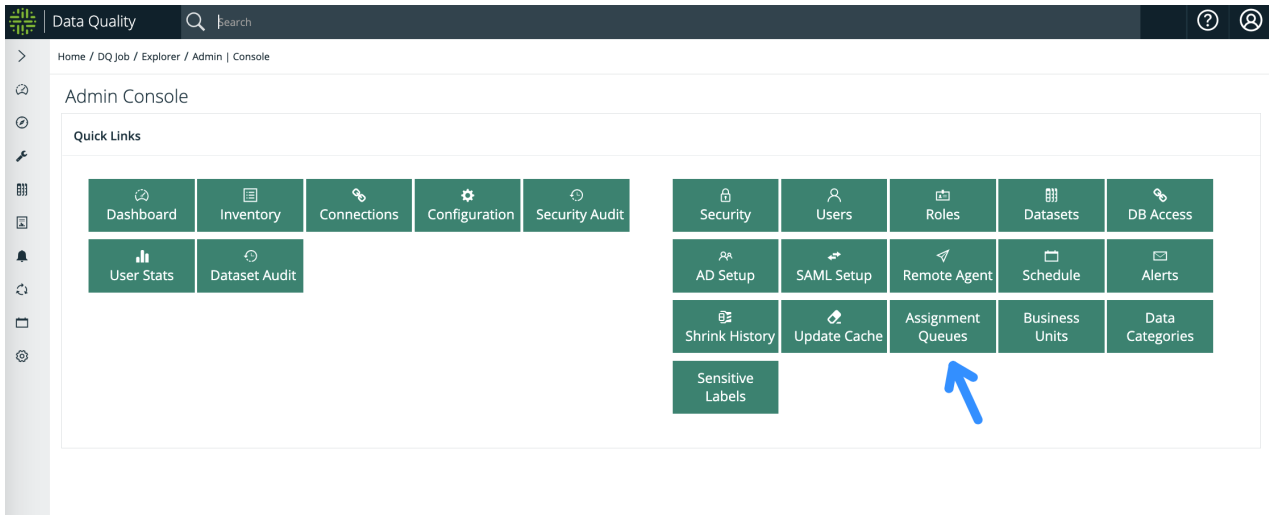 Data Quality
Search
Home / DQ Job / Explorer / Admin | Console
Admin Console
Quick Links
Dashboard
Inventory
Connections
Configuration
Security Audit
User Stats
Dataset Audit
Security
Users
Roles
Datasets
DB Access
AD Setup
SAML Setup
Remote Agent
Schedule
Alerts
Shrink History
Update Cache
Assignment
Queues
Business
Units
Data
Categories
Sensitive
Labels